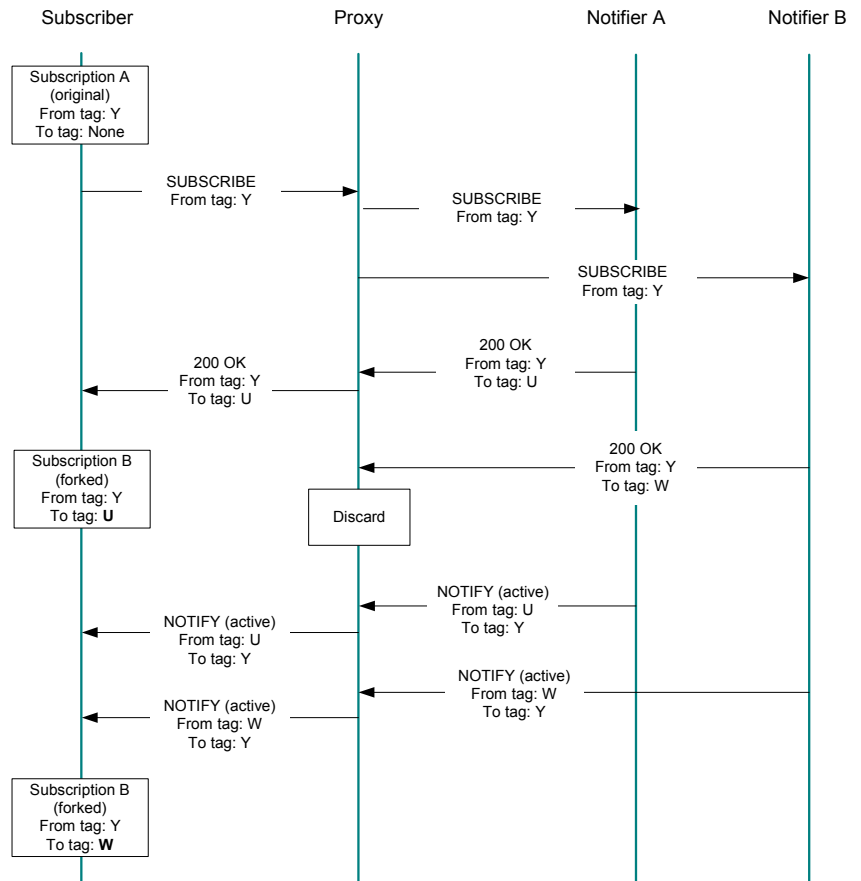 Subscriber
Proxy
Notifier A
Notifier B
Subscription A
(original)
From tag: Y
To tag: None
SUBSCRIBE
From tag: Y
SUBSCRIBE
From tag: Y
SUBSCRIBE
From tag: Y
200 OK
From tag: Y
To tag: U
200 OK
From tag: Y
To tag: U
200 OK
From tag: Y
To tag: W
Subscription B
(forked)
From tag: Y
To tag: U
Discard
NOTIFY (active)
From tag: U
To tag: Y
NOTIFY (active)
From tag: U
To tag: Y
NOTIFY (active)
From tag: W
To tag: Y
NOTIFY (active)
From tag: W
To tag: Y
Subscription B
(forked)
From tag: Y
To tag: W